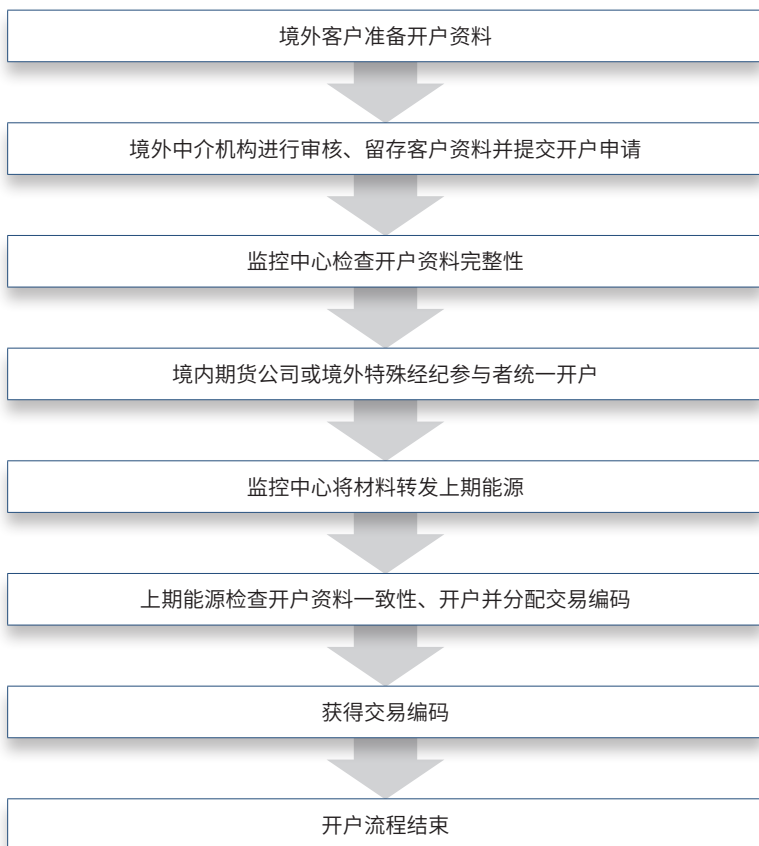 境外客户准备开户资料
境外中介机构进行审核、留存客户资料并提交开户申请
监控中心检查开户资料完整性
境内期货公司或境外特殊经纪参与者统一开户
监控中心将材料转发上期能源
上期能源检查开户资料一致性、开户并分配交易编码
获得交易编码
开户流程结束